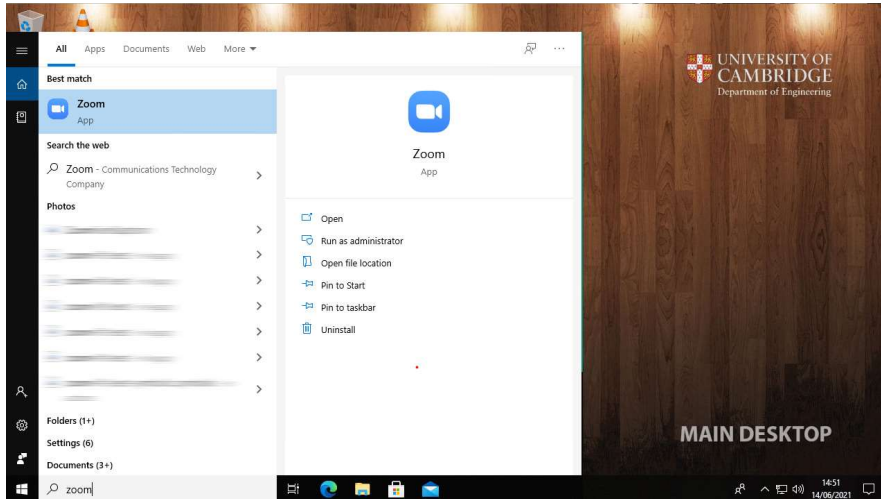 All Apps Documents Web More
Best match
Zoom
App
Search the web
Zoom - Communications Technology
Company
Photos
Folders (1+)
Settings (6)
Documents (3+)
zoom
Zoom
App
Open
Run as administrator
Open file location
Pin to Start
Pin to taskbar
Uninstall
UNIVERSITY OF
CAMBRIDGE
Department of Engineering
MAIN DESKTOP
14:51
14/06/2021